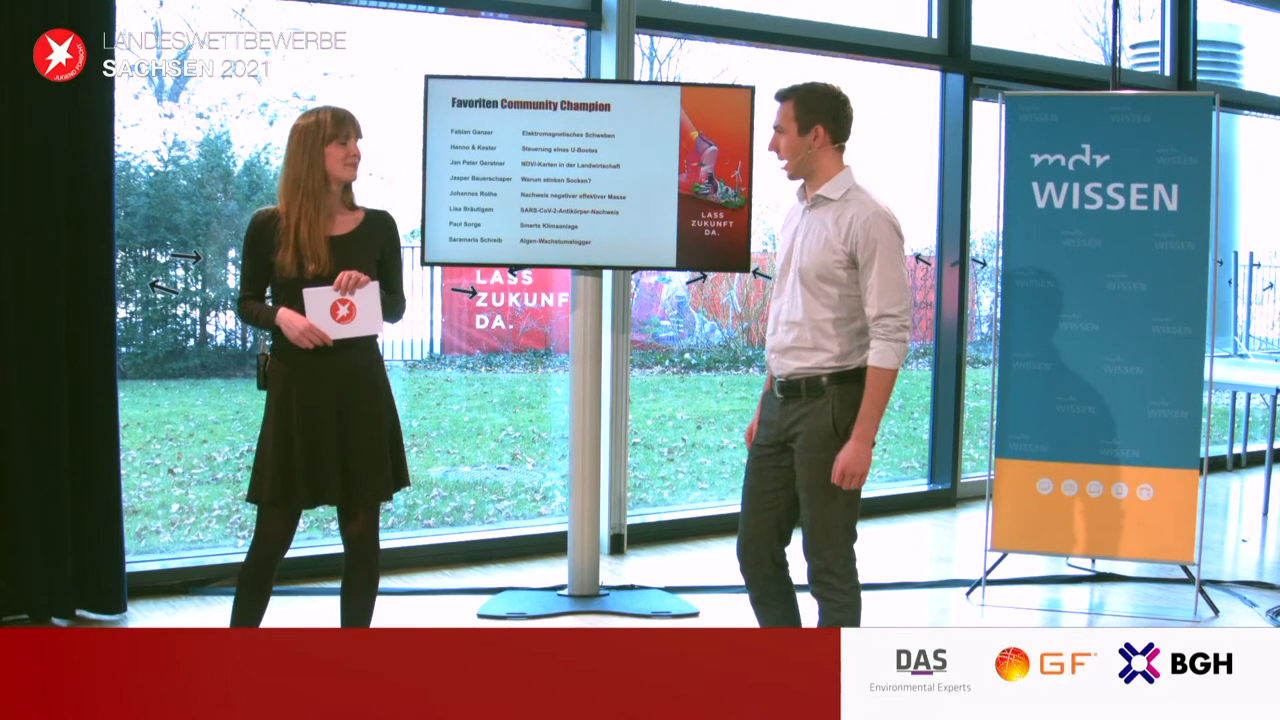 LANDESWETTBEWERBE
SACHSEN 2021
JUGEND FORSCHT
Favoriten Community Champion
Fabian Ganzer Elektromagnetisches Schweben
Hanno & Kester Steuerung eines U-Bootes
Jan Peter Gerstner NDVI-Karten in der Landwirtschaft
Jasper Bauerschaper Warum stinken Socken?
Johannes Rothe Nachweis negativer effektiver Masse
Lisa Bräutigam SARS-CoV-2-Antikörper-Nachweis
Paul Sorge Smarte Klimaanlage
Saramaria Schreib Algen-Wachstumslogger
LASS
ZUKUNFT
DA.
LASS
ZUKUNF
DA.
mdr
WISSEN
DAS
Environmental Experts
GF
BGH